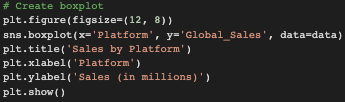 # Create boxplot
plt.figure(figsize=(12, 8))
sns.boxplot(x='Platform', y='Global_Sales', data=data)
plt.title('Sales by Platform')
plt.xlabel('Platform')
plt.ylabel('Sales (in millions)')
plt.show()